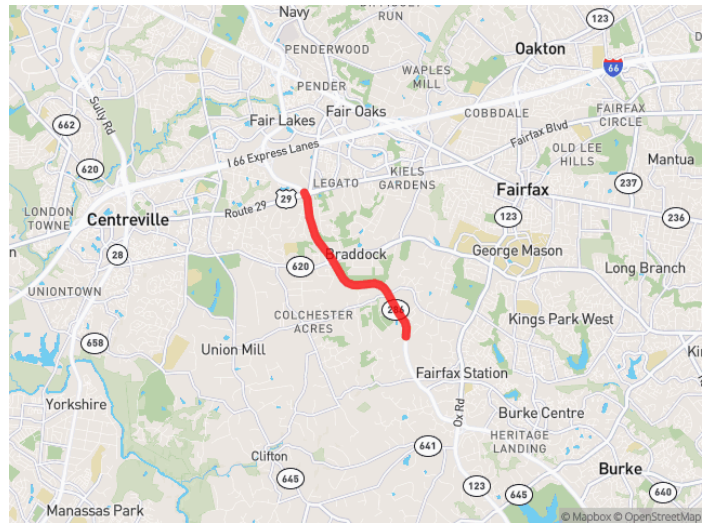 Navy
DIFFICULT
RUN
123
PENDERWOOD
Oakton
66
PENDER
WAPLES
MILL
Sully Rd
Fair Lakes
Fair Oaks
COBBDALE
FAIRFAX
CIRCLE
662
Fairfax Blvd
I 66 Express Lanes
OLD LEE
HILLS
Mantua
620
KIELS
GARDENS
LEGATO
237
LONDON
TOWNE
Centreville
Route 29
29
Fairfax
236
123
28
620
Braddock
George Mason
Long Branch
UNIONTOWN
COLCHESTER
ACRES
286
Kings Park West
658
Union Mill
Fairfax Station
Yorkshire
Ox Rd
Burke Centre
HERITAGE
LANDING
Clifton
641
Burke
645
640
645
Manassas Park
© Mapbox © OpenStreetMap